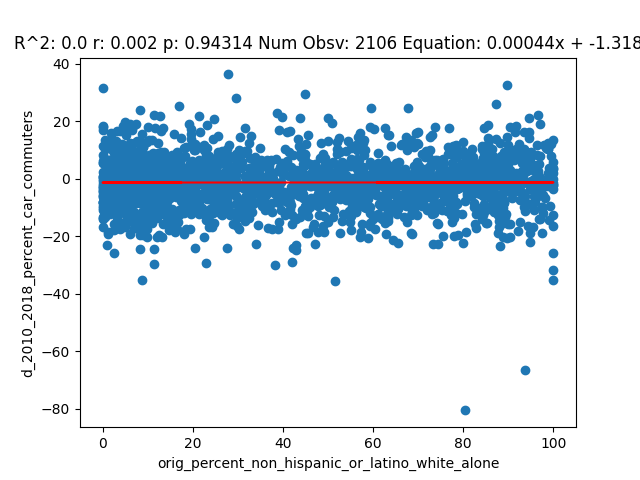 R^2: 0.0 r: 0.002 p: 0.94314 Num Obsv: 2106 Equation: 0.00044x + -1.318
40
20
0
−20
−40
−60
−80
d_2010_2018_percent_car_commuters
0 20 40 60 80 100
orig_percent_non_hispanic_or_latino_white_alone